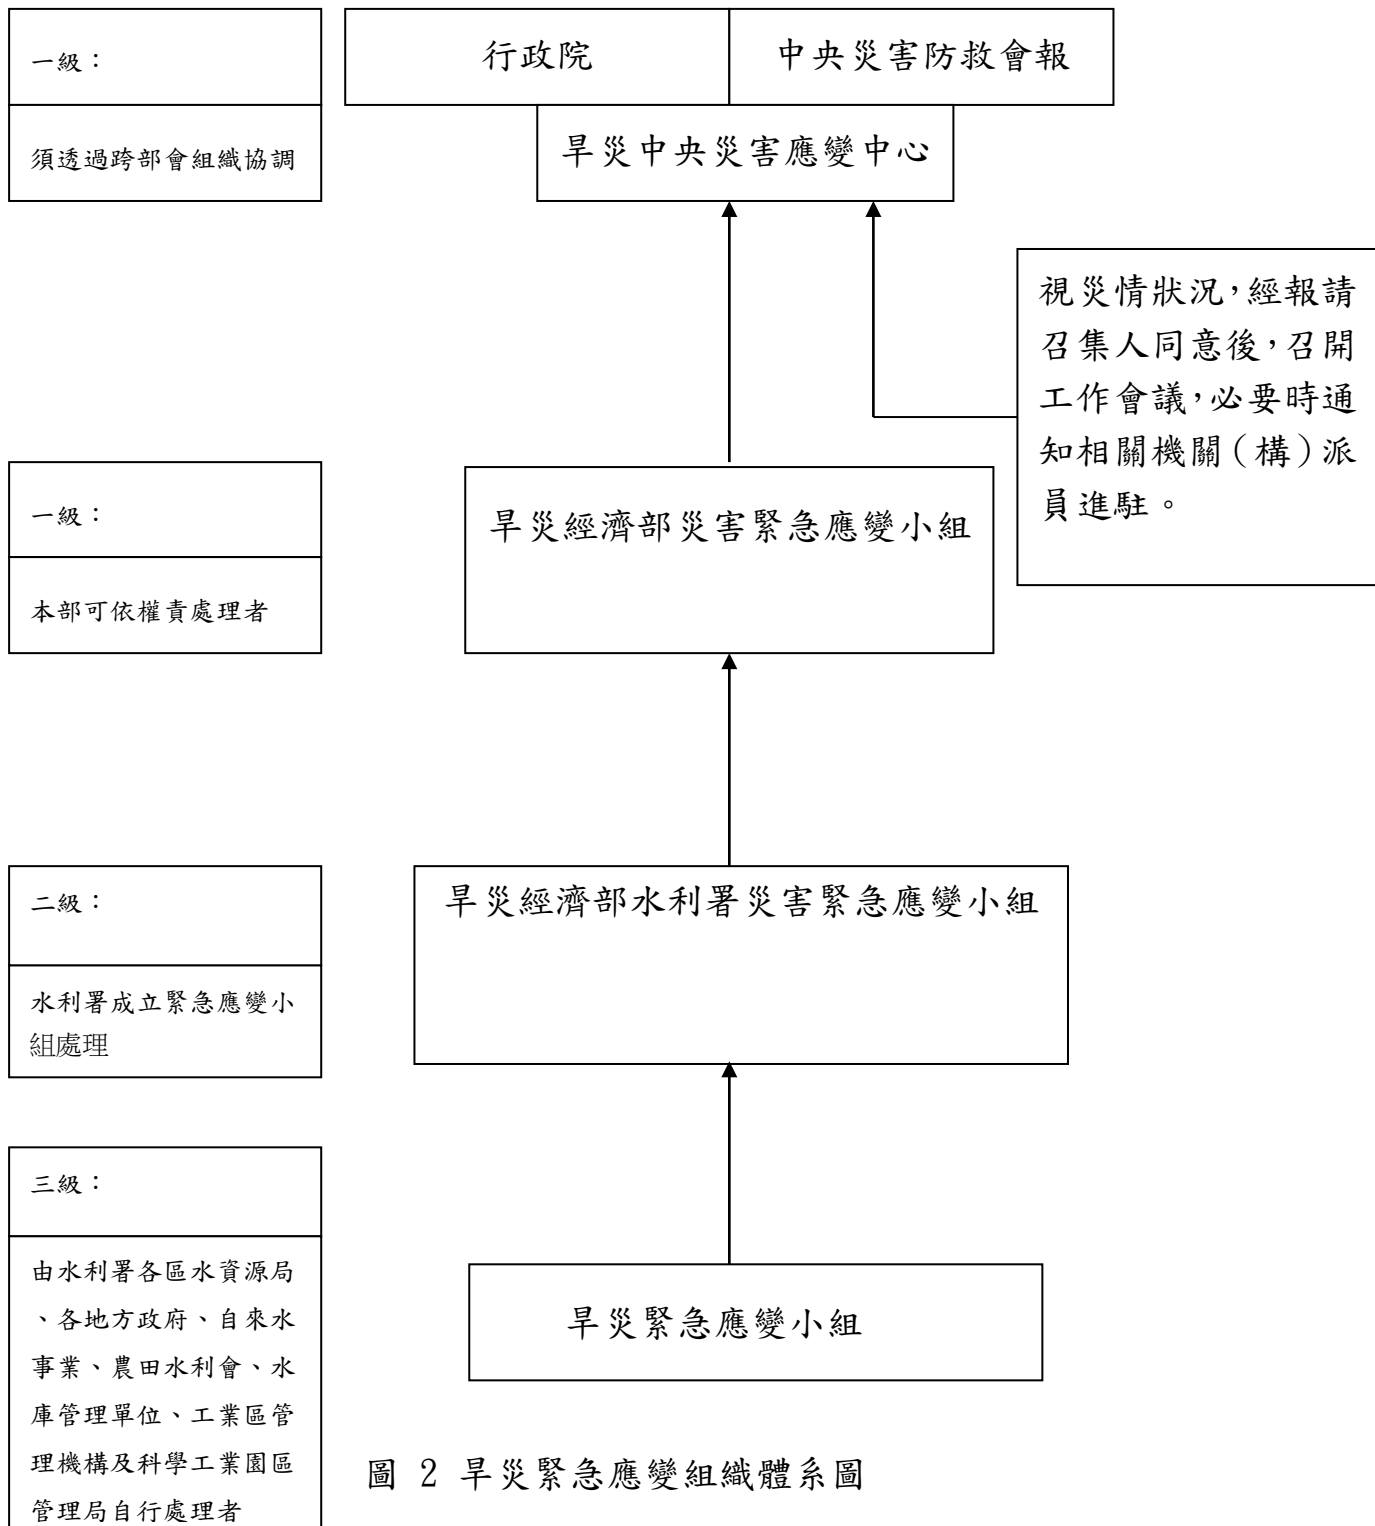 一級：
行政院
中央災害防救會報
須透過跨部會組織協調
旱災中央災害應變中心
視災情狀況，經報請
召集人同意後，召開
工作會議，必要時通
知相關機關（構）派
員進駐。
一級：
旱災經濟部災害緊急應變小組
本部可依權責處理者
二級：
旱災經濟部水利署災害緊急應變小組
水利署成立緊急應變小
組處理
三級：
由水利署各區水資源局
、各地方政府、自來水
事業、農田水利會、水
庫管理單位、工業區管
理機構及科學工業園區
管理局自行處理者
旱災緊急應變小組
圖 2 旱災緊急應變組織體系圖